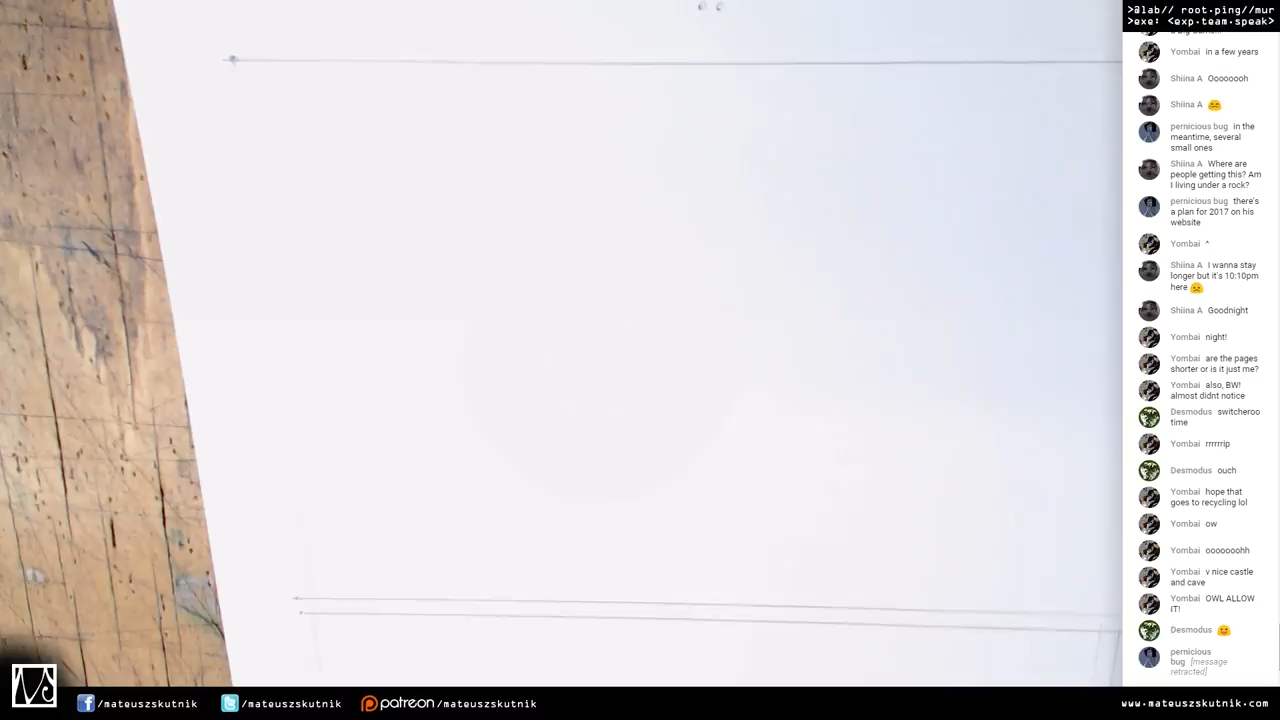 >@lab// root.ping//mur
>exe: <exp.team.speak>
Yombai in a few years
Shiina A Oooooooh
Shiina A
pernicious bug in the
meantime, several
small ones
Shiina A Where are
people getting this? Am
I living under a rock?
pernicious bug there's
a plan for 2017 on his
website
Yombai ^
Shiina A I wanna stay
longer but it's 10:10pm
here
Shiina A Goodnight
Yombai night!
Yombai are the pages
shorter or is it just me?
Yombai also, BW!
almost didnt notice
Desmodus switcheroo
time
Yombai rrrrrrip
Desmodus ouch
Yombai hope that
goes to recycling lol
Yombai ow
Yombai ooooooohh
Yombai v nice castle
and cave
Yombai OWL ALLOW
IT!
Desmodus
pernicious
bug [message
retracted]
/mateuszskutnik
/mateuszskutnik
patreon /mateuszskutnik
www.mateuszskutnik.com